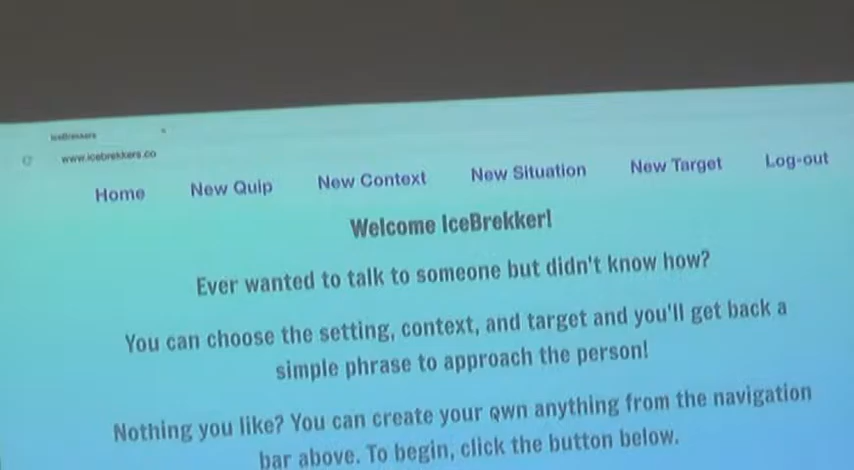 IceBrekkers
www.icebrekkers.co
Home New Quip New Context New Situation New Target Log-out
Welcome IceBrekker!
Ever wanted to talk to someone but didn't know how?
You can choose the setting, context, and target and you'll get back a
simple phrase to approach the person!
Nothing you like? You can create your own anything from the navigation
bar above. To begin, click the button below.